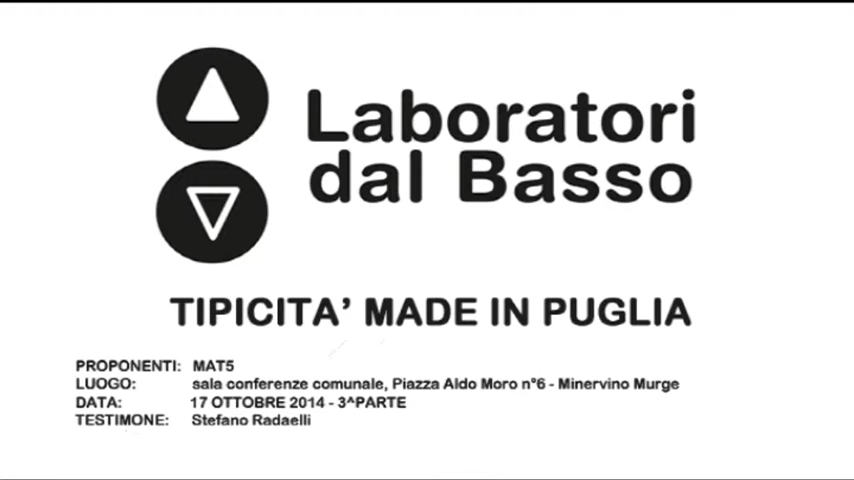 Laboratori
dal Basso
TIPICITA' MADE IN PUGLIA
PROPONENTI: MAT5
LUOGO: sala conferenze comunale, Piazza Aldo Moro n°6 - Minervino Murge
DATA: 17 OTTOBRE 2014 - 3^PARTE
TESTIMONE: Stefano Radaelli